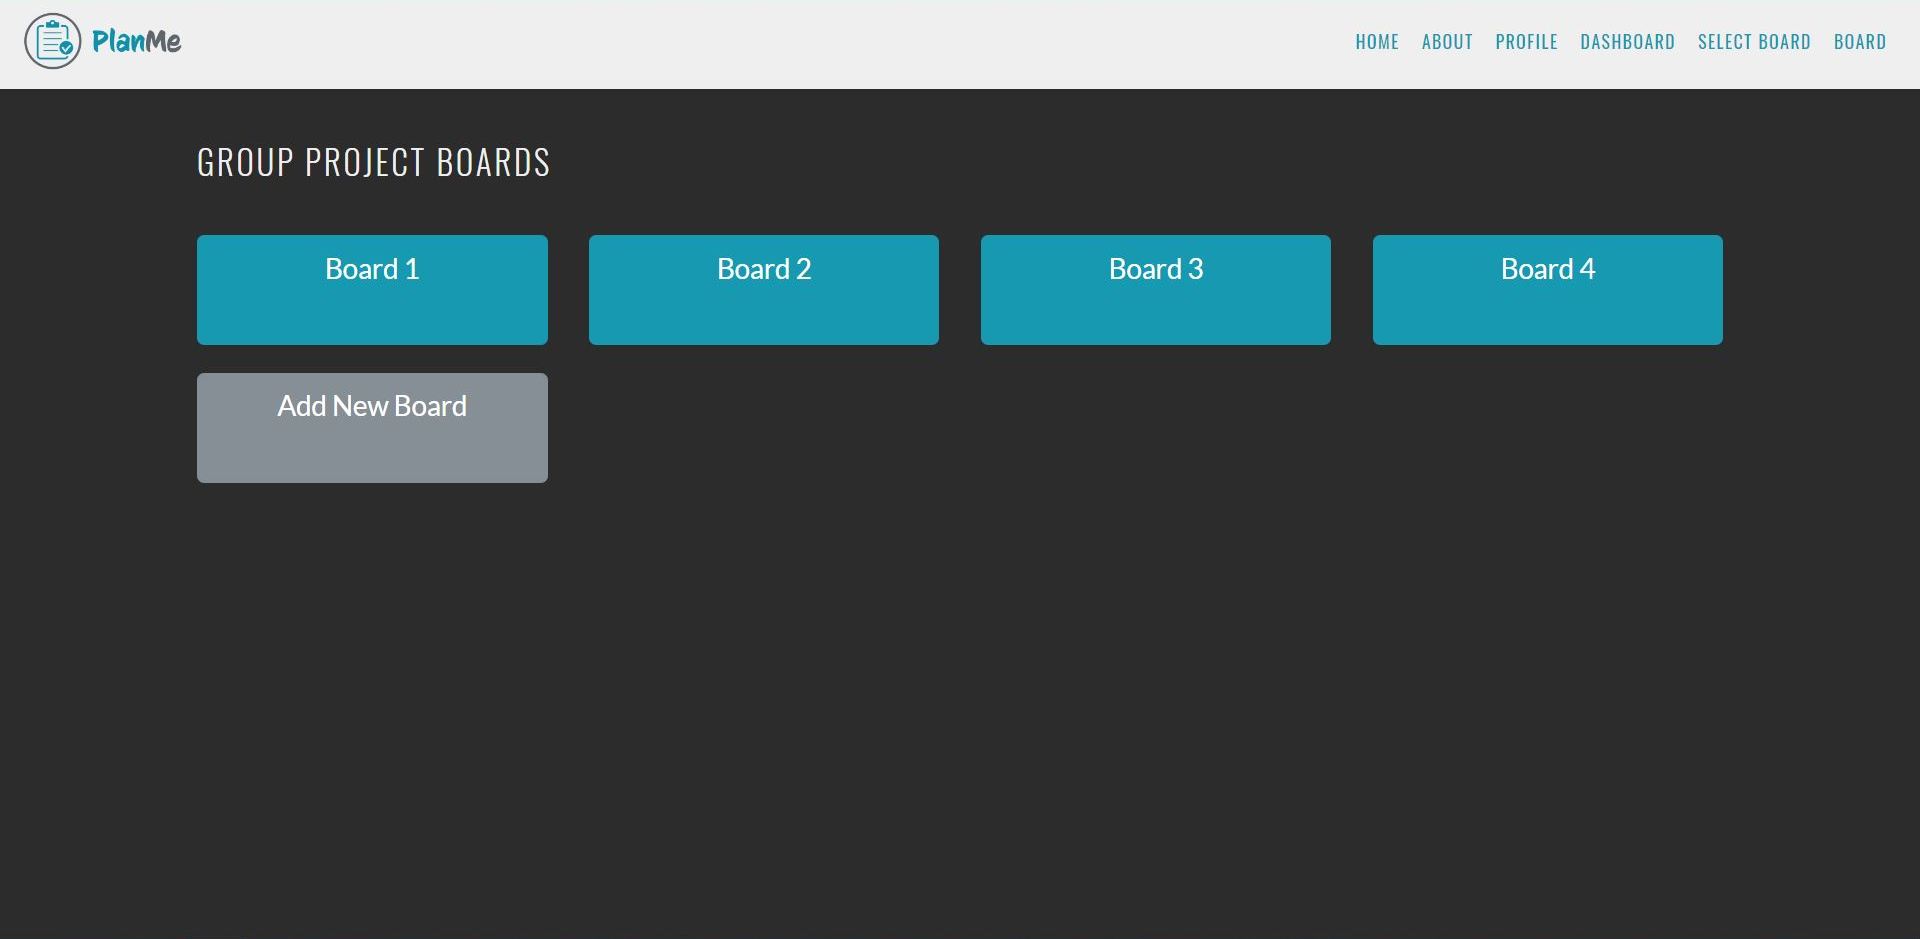 PlanMe
HOME ABOUT PROFILE DASHBOARD SELECT BOARD BOARD
GROUP PROJECT BOARDS
Board 1
Board 2
Board 3
Board 4
Add New Board